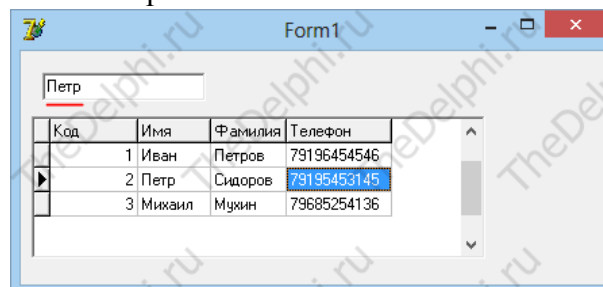 Form1
Петр
Код Имя Фамилия Телефон
1 Иван Петров 79196454546
2 Петр Сидоров 79195453145
3 Михаил Мухин 79685254136
TheDelphi.ru